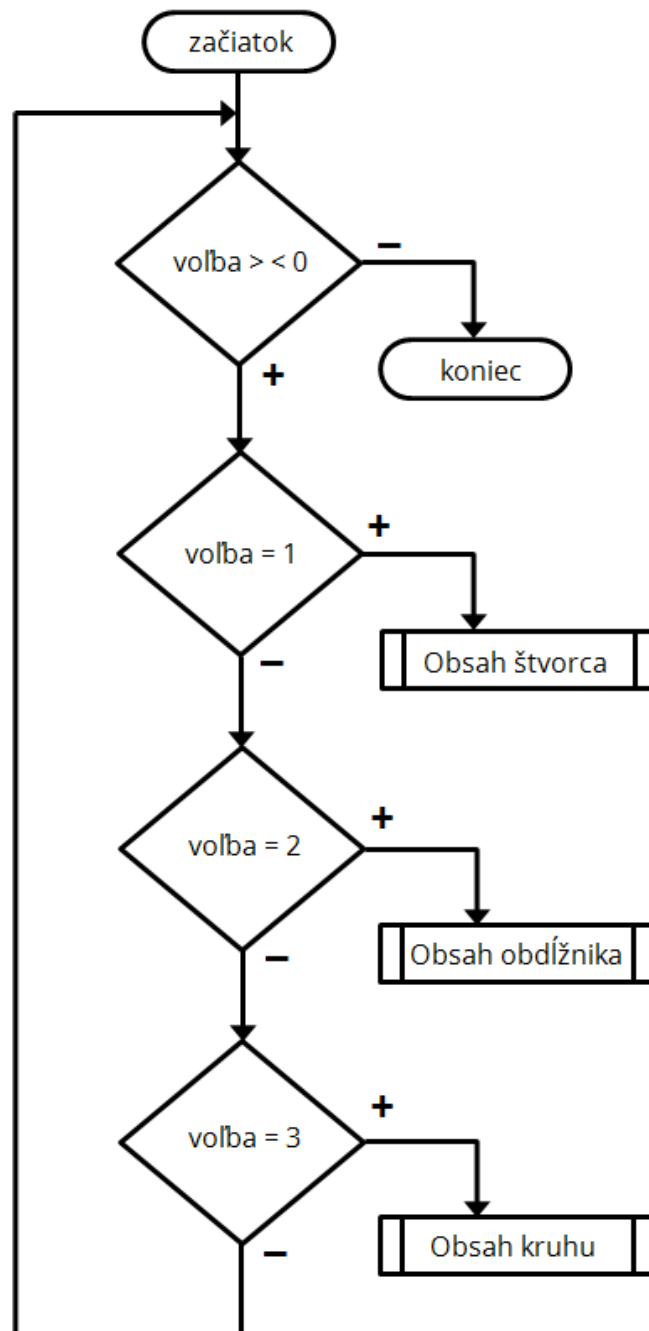 začiatok
voľba > < 0
–
koniec
+
voľba = 1
+
–
Obsah štvorca
voľba = 2
+
–
Obsah obdĺžnika
voľba = 3
+
–
Obsah kruhu